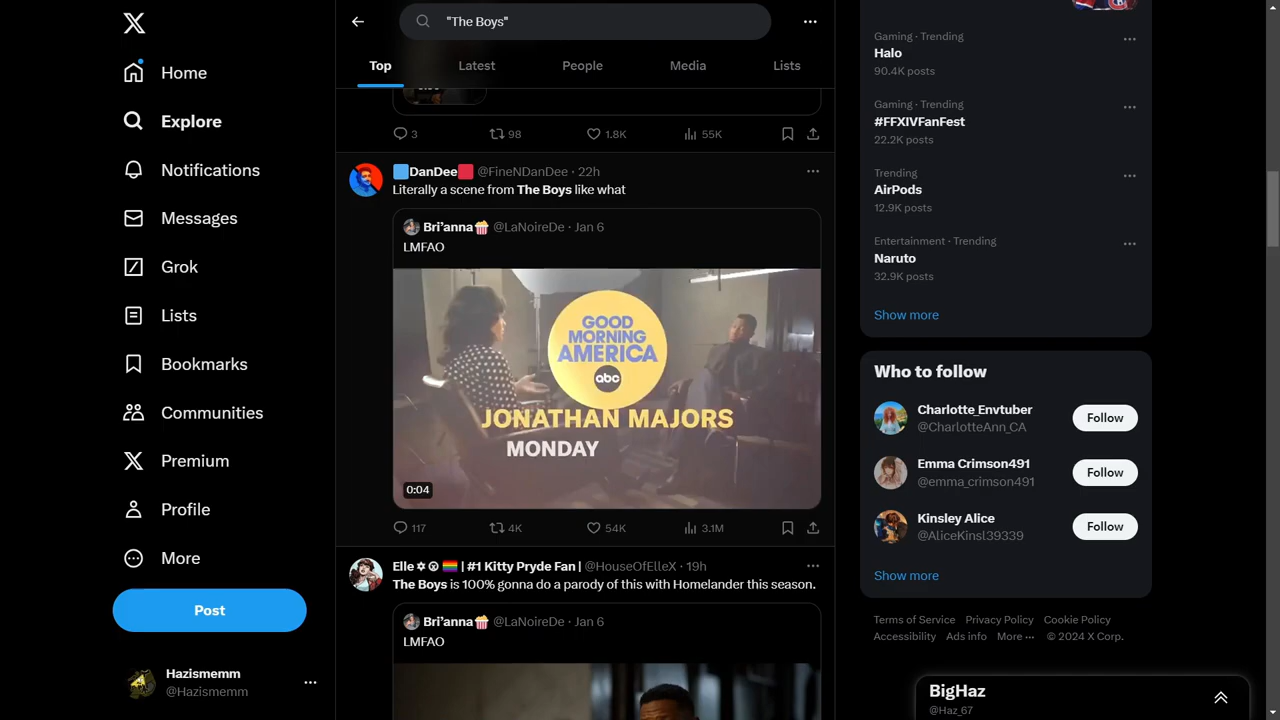 "The Boys"
Top
Latest
People
Media
Lists
Home
Explore
Notifications
Messages
Grok
Lists
Bookmarks
Communities
Premium
Profile
More
Post
Hazismemm
@Hazismemm
3
98
1.8K
55K
DanDee @FineNDanDee · 22h
Literally a scene from The Boys like what
Bri'anna @LaNoireDe · Jan 6
LMFAO
GOOD
MORNING
AMERICA
abc
JONATHAN MAJORS
MONDAY
0:04
117
4K
54K
3.1M
Elle | #1 Kitty Pryde Fan | @HouseOfElleX · 19h
The Boys is 100% gonna do a parody of this with Homelander this season.
Bri'anna @LaNoireDe · Jan 6
LMFAO
Gaming · Trending
Halo
90.4K posts
Gaming · Trending
#FFXIVFanFest
22.2K posts
Trending
AirPods
12.9K posts
Entertainment · Trending
Naruto
32.9K posts
Show more
Who to follow
Charlotte_Envtuber
@CharlotteAnn_CA
Follow
Emma Crimson491
@emma_crimson491
Follow
Kinsley Alice
@AliceKinsl39339
Follow
Show more
Terms of Service Privacy Policy Cookie Policy
Accessibility Ads info More ··· © 2024 X Corp.
BigHaz
@Haz_67